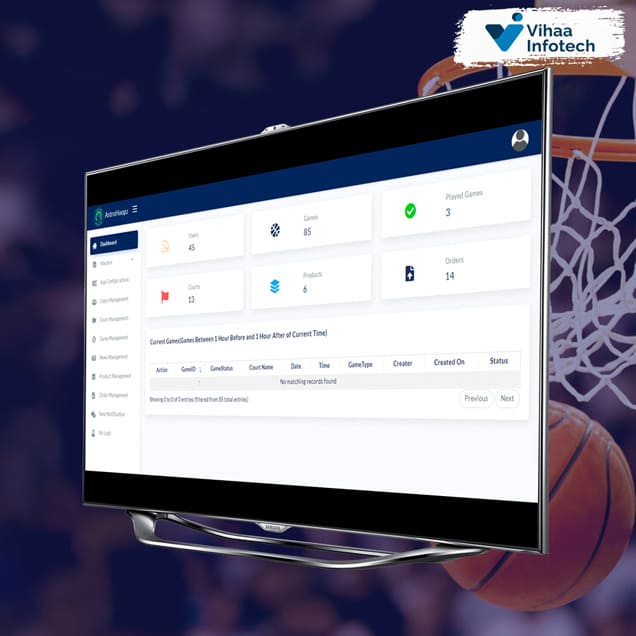 Vihaa
Infotech
AstroHoopz
Dashboard
Masters
App Configurations
Users Management
Court Management
Game Management
News Management
Product Management
Order Management
Send Notification
Users
45
Games
85
Played Games
3
Courts
13
Products
6
Orders
14
Current Games(Games Between 1 Hour Before and 1 Hour After of Current Time)
Action GameID GameStatus Court Name Date Time GameType Creater Created On Status
No matching records found
Showing 0 to 0 of 0 entries (filtered from 85 total entries)
Previous Next
SAMSUNG